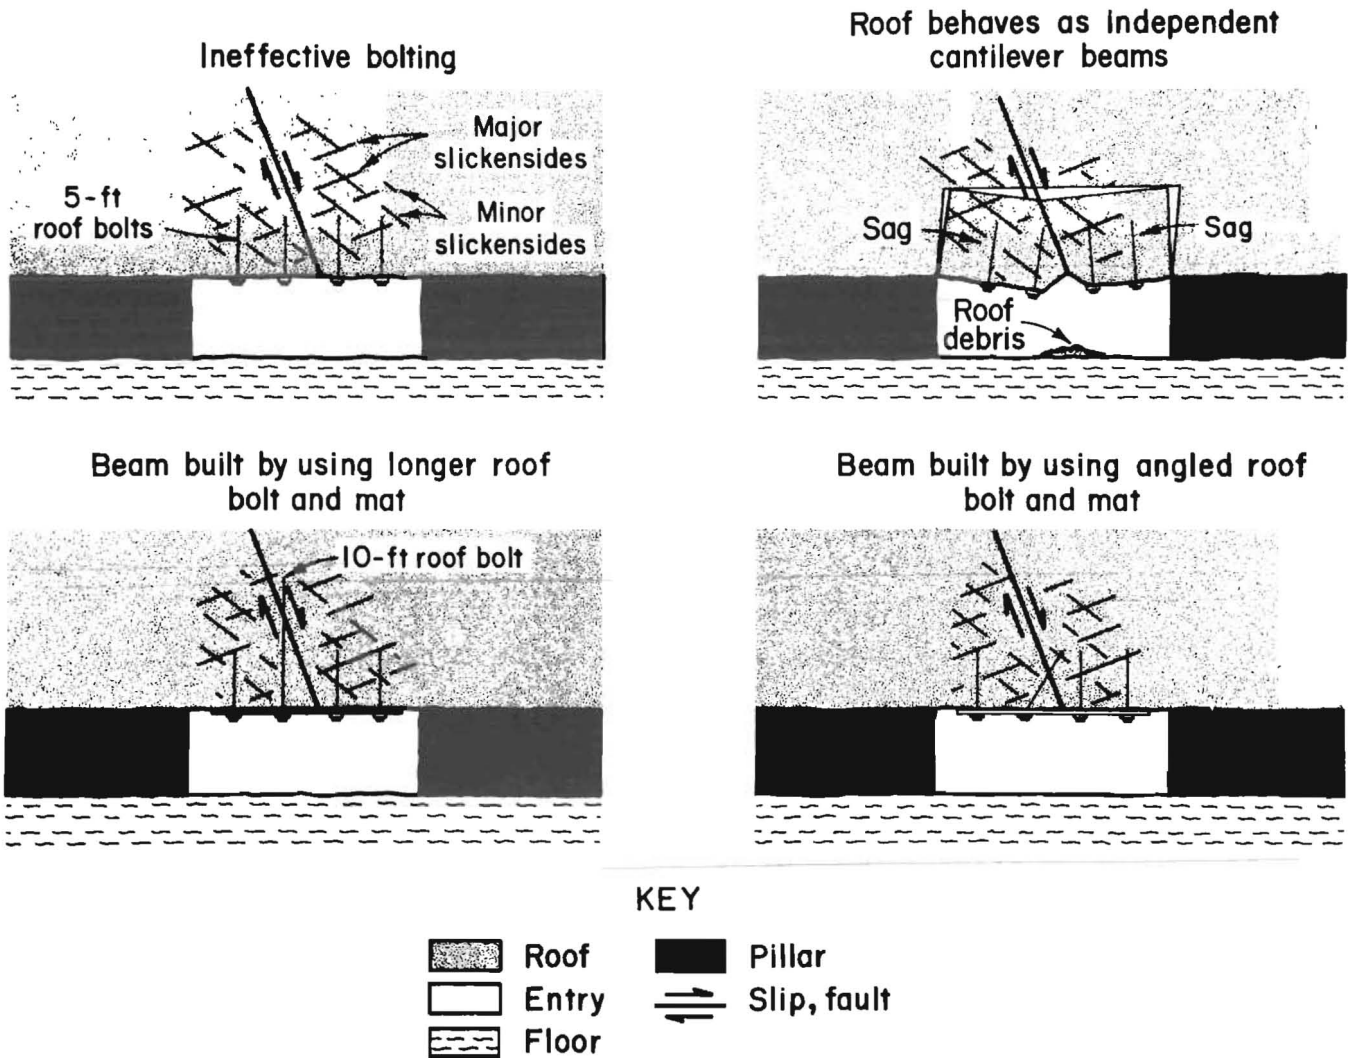 Ineffective bolting
Major
slickensides
5-ft
roof bolts
Minor
slickensides
Roof behaves as independent
cantilever beams
Sag
Sag
Roof
debris
Beam built by using longer roof
bolt and mat
10-ft roof bolt
Beam built by using angled roof
bolt and mat
KEY
Roof
Pillar
Entry
Slip, fault
Floor